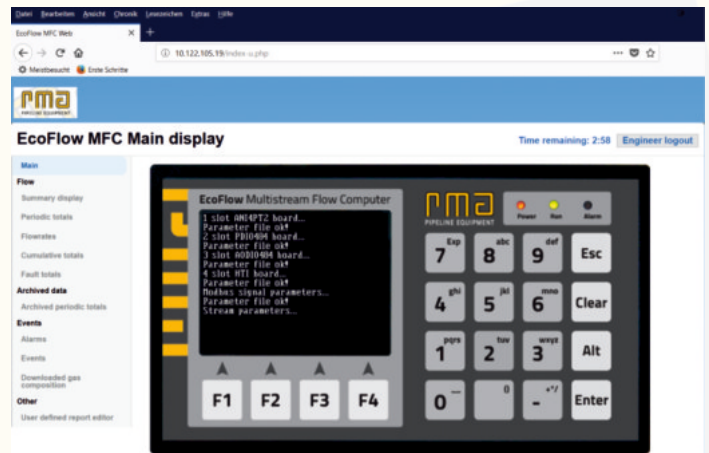 Datei Bearbeiten Ansicht Chronik Lesezeichen Extras Hilfe
EcoFlow MFC Web
10.122.105.19/index-u.php
Meistbesucht Erste Schritte
rma
PIPELINE EQUIPMENT
EcoFlow MFC Main display
Time remaining: 2:58 Engineer logout
Main
Flow
Summary display
Periodic totals
Flowrates
Cumulative totals
Fault totals
Archived data
Archived periodic totals
Events
Alarms
Events
Downloaded gas
composition
Other
User defined report editor
EcoFlow Multistream Flow Computer
1 slot ANI4PT2 board...
Parameter file ok!
2 slot PDIO4H4 board...
Parameter file ok!
3 slot AODIO4H4 board...
Parameter file ok!
4 slot HTI board...
Parameter file ok!
Modbus signal parameters...
Parameter file ok!
Stream parameters...
F1 F2 F3 F4
rma
PIPELINE EQUIPMENT
Power Run Alarm
7 Exp 8 abc 9 def Esc
4 ghi 5 jkl 6 mno Clear
1 pqrs 2 tuv 3 wxyz Alt
0 _ . () - +*/ Enter